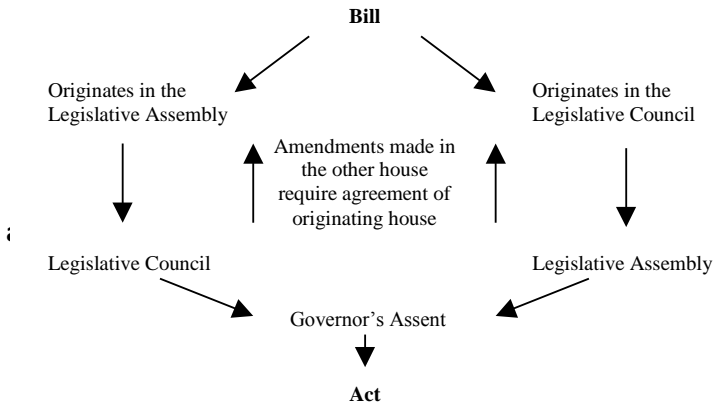 Bill
Originates in the
Legislative Assembly
Originates in the
Legislative Council
Amendments made in
the other house
require agreement of
originating house
Legislative Council
Legislative Assembly
Governor’s Assent
Act